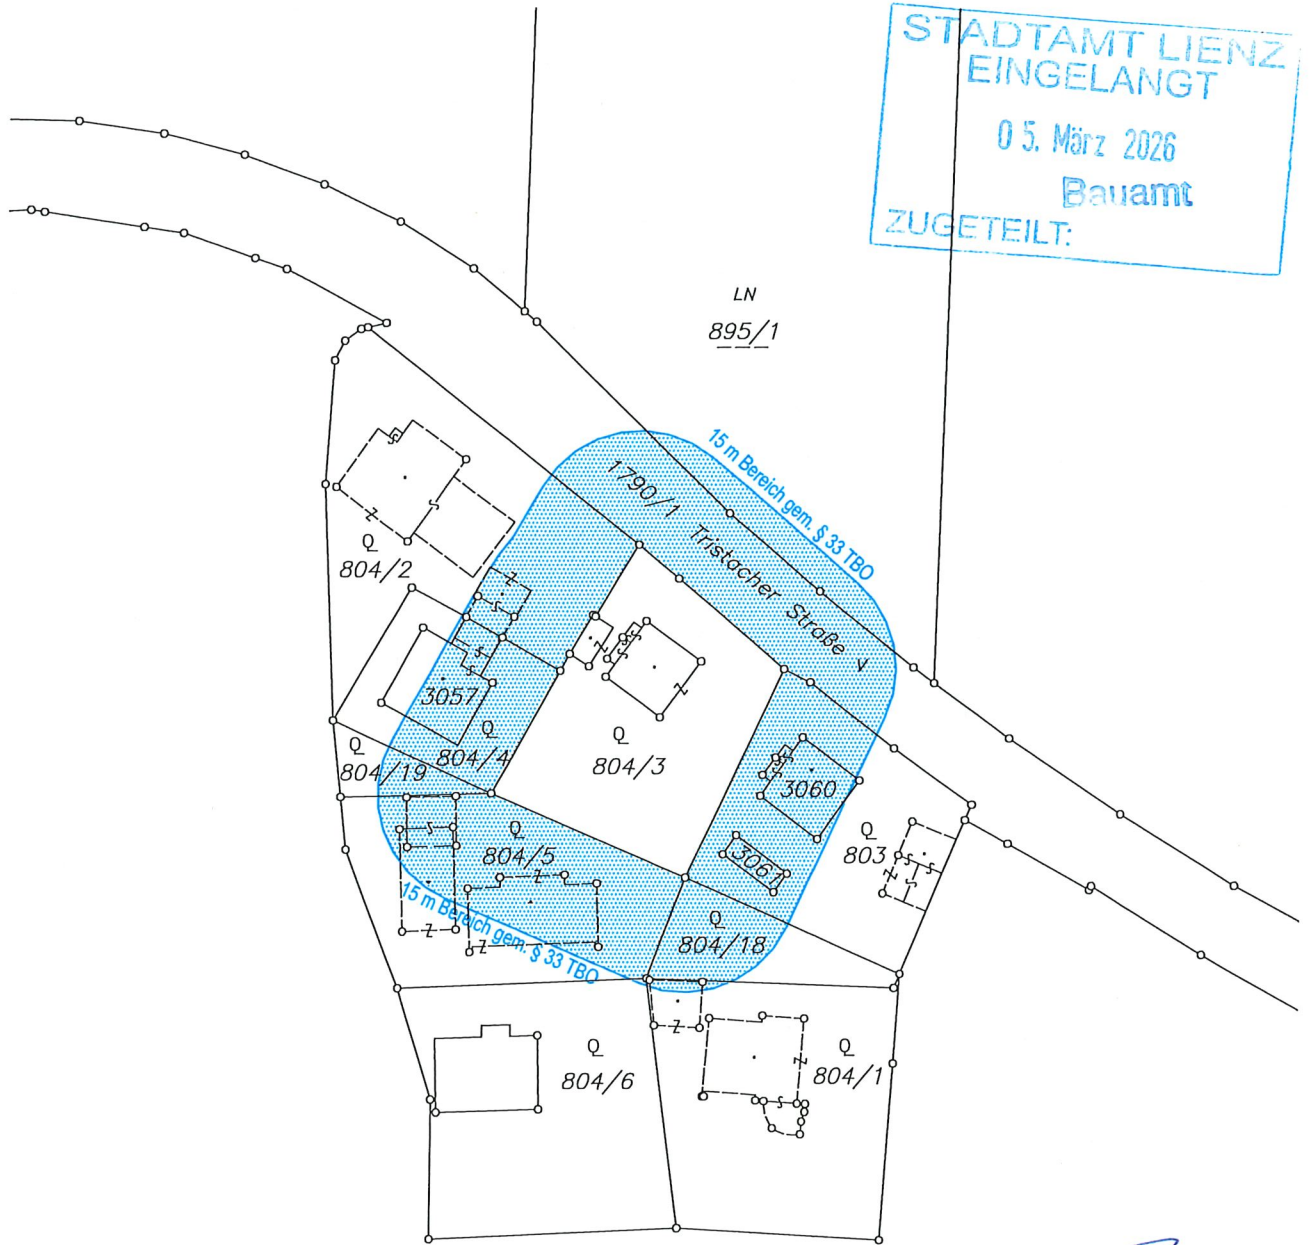 STADTAMT LIENZ
EINGELANGT
05. März 2026
Bauamt
ZUGETEILT:
LN
895/1
15 m Bereich gem. § 33 TBO
1790/1 Tristacher Straße V
Q
804/2
3057
Q
804/4
Q
804/19
Q
804/3
3060
3061
Q
803
Q
804/5
15 m Bereich gem. § 33 TBO
Q
804/18
Q
804/6
Q
804/1